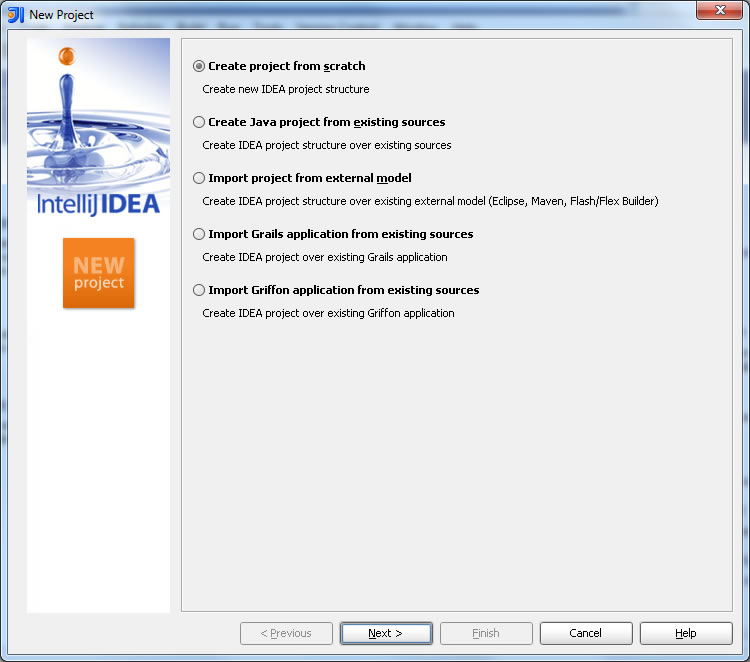 New Project
IntelliJIDEA
NEW
project
Create project from scratch
Create new IDEA project structure
Create Java project from existing sources
Create IDEA project structure over existing sources
Import project from external model
Create IDEA project structure over existing external model (Eclipse, Maven, Flash/Flex Builder)
Import Grails application from existing sources
Create IDEA project over existing Grails application
Import Griffon application from existing sources
Create IDEA project over existing Griffon application
< Previous
Next >
Finish
Cancel
Help